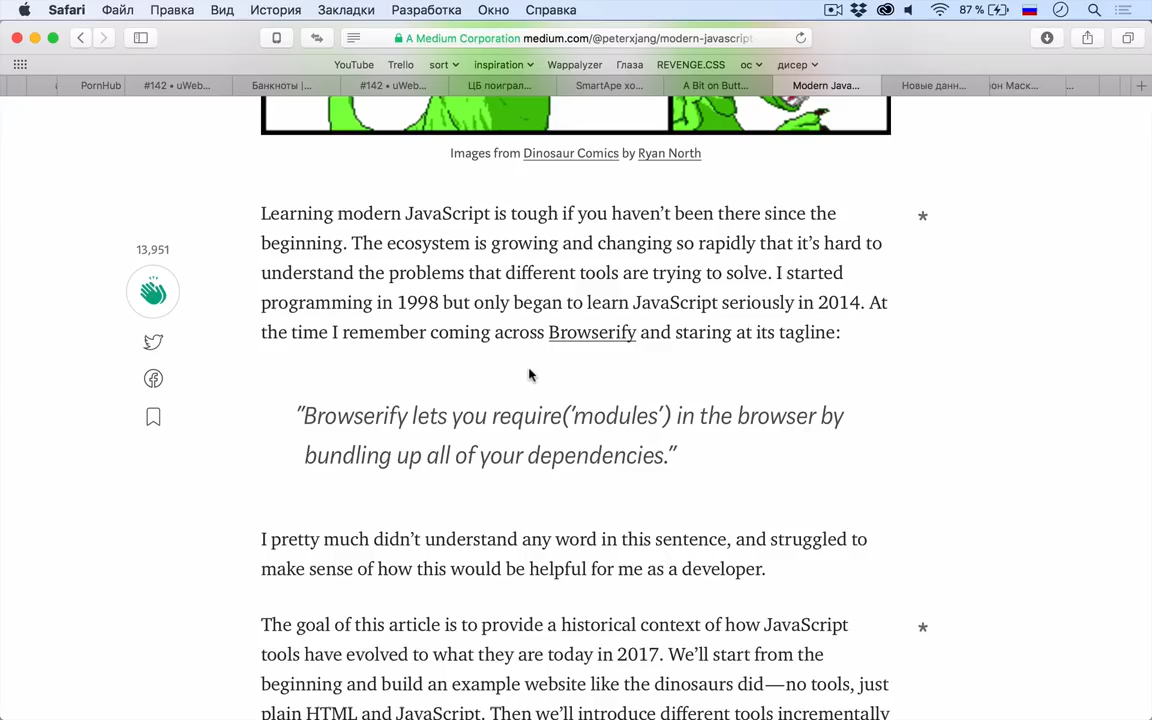 Safari Файл Правка Вид История Закладки Разработка Окно Справка 87 %
A Medium Corporation medium.com/@peterxjang/modern-javascript
YouTube Trello sort inspiration Wappalyzer Глаза REVENGE.CSS ос дисер
PornHub #142 • uWeb... Банкноты |... #142 • uWeb... ЦБ поиграл... SmartApe хо... A Bit on Butt... Modern Java... Новые данн... он Маск... ...
Images from Dinosaur Comics by Ryan North
Learning modern JavaScript is tough if you haven’t been there since the
beginning. The ecosystem is growing and changing so rapidly that it’s hard to
understand the problems that different tools are trying to solve. I started
programming in 1998 but only began to learn JavaScript seriously in 2014. At
the time I remember coming across Browserify and staring at its tagline:
13,951
"Browserify lets you require(‘modules’) in the browser by
bundling up all of your dependencies.”
I pretty much didn’t understand any word in this sentence, and struggled to
make sense of how this would be helpful for me as a developer.
The goal of this article is to provide a historical context of how JavaScript
tools have evolved to what they are today in 2017. We’ll start from the
beginning and build an example website like the dinosaurs did — no tools, just
plain HTML and JavaScript. Then we’ll introduce different tools incrementally